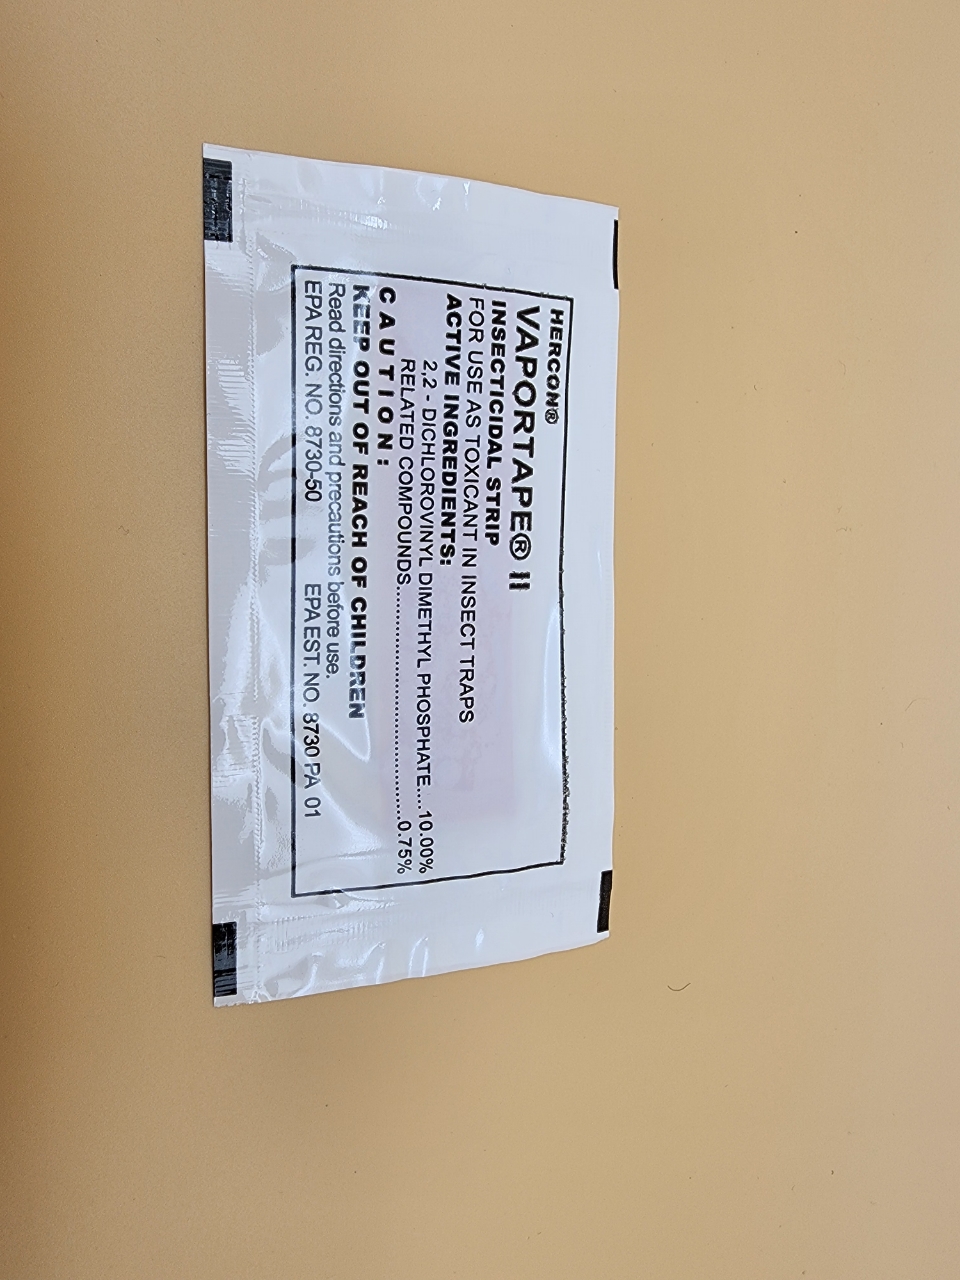 HERCON®
VAPORTAPE® II
INSECTICIDAL STRIP
FOR USE AS TOXICANT IN INSECT TRAPS
ACTIVE INGREDIENTS:
2,2 - DICHLOROVINYL DIMETHYL PHOSPHATE....10.00%
RELATED COMPOUNDS.......................................0.75%
CAUTION:
KEEP OUT OF REACH OF CHILDREN
Read directions and precautions before use.
EPA REG. NO. 8730-50 EPA EST. NO. 8730 PA 01